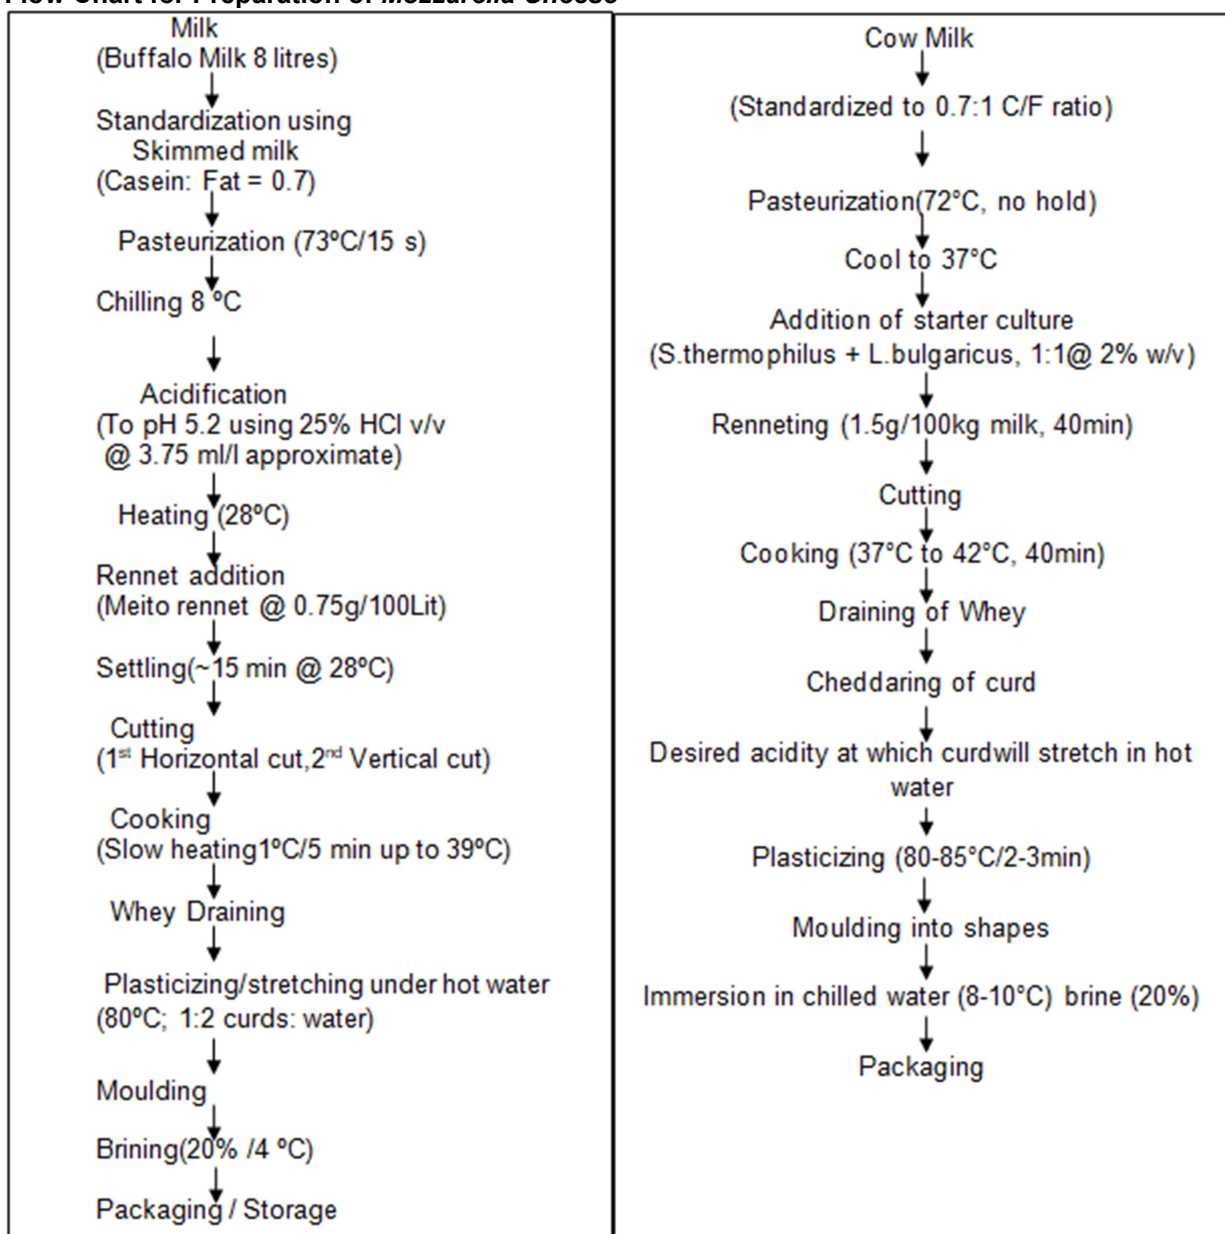 Flow Chart for Preparation of Mozzarella Cheese
Milk
(Buffalo Milk 8 litres)
Standardization using
Skimmed milk
(Casein: Fat = 0.7)
Pasteurization (73ºC/15 s)
Chilling 8 ºC
Acidification
(To pH 5.2 using 25% HCl v/v
@ 3.75 ml/l approximate)
Heating (28ºC)
Rennet addition
(Meito rennet @ 0.75g/100Lit)
Settling(~15 min @ 28ºC)
Cutting
(1st Horizontal cut,2nd Vertical cut)
Cooking
(Slow heating1ºC/5 min up to 39ºC)
Whey Draining
Plasticizing/stretching under hot water
(80ºC; 1:2 curds: water)
Moulding
Brining(20% /4 ºC)
Packaging / Storage
Cow Milk
(Standardized to 0.7:1 C/F ratio)
Pasteurization(72°C, no hold)
Cool to 37°C
Addition of starter culture
(S.thermophilus + L.bulgaricus, 1:1@ 2% w/v)
Renneting (1.5g/100kg milk, 40min)
Cutting
Cooking (37°C to 42°C, 40min)
Draining of Whey
Cheddaring of curd
Desired acidity at which curdwill stretch in hot
water
Plasticizing (80-85°C/2-3min)
Moulding into shapes
Immersion in chilled water (8-10°C) brine (20%)
Packaging